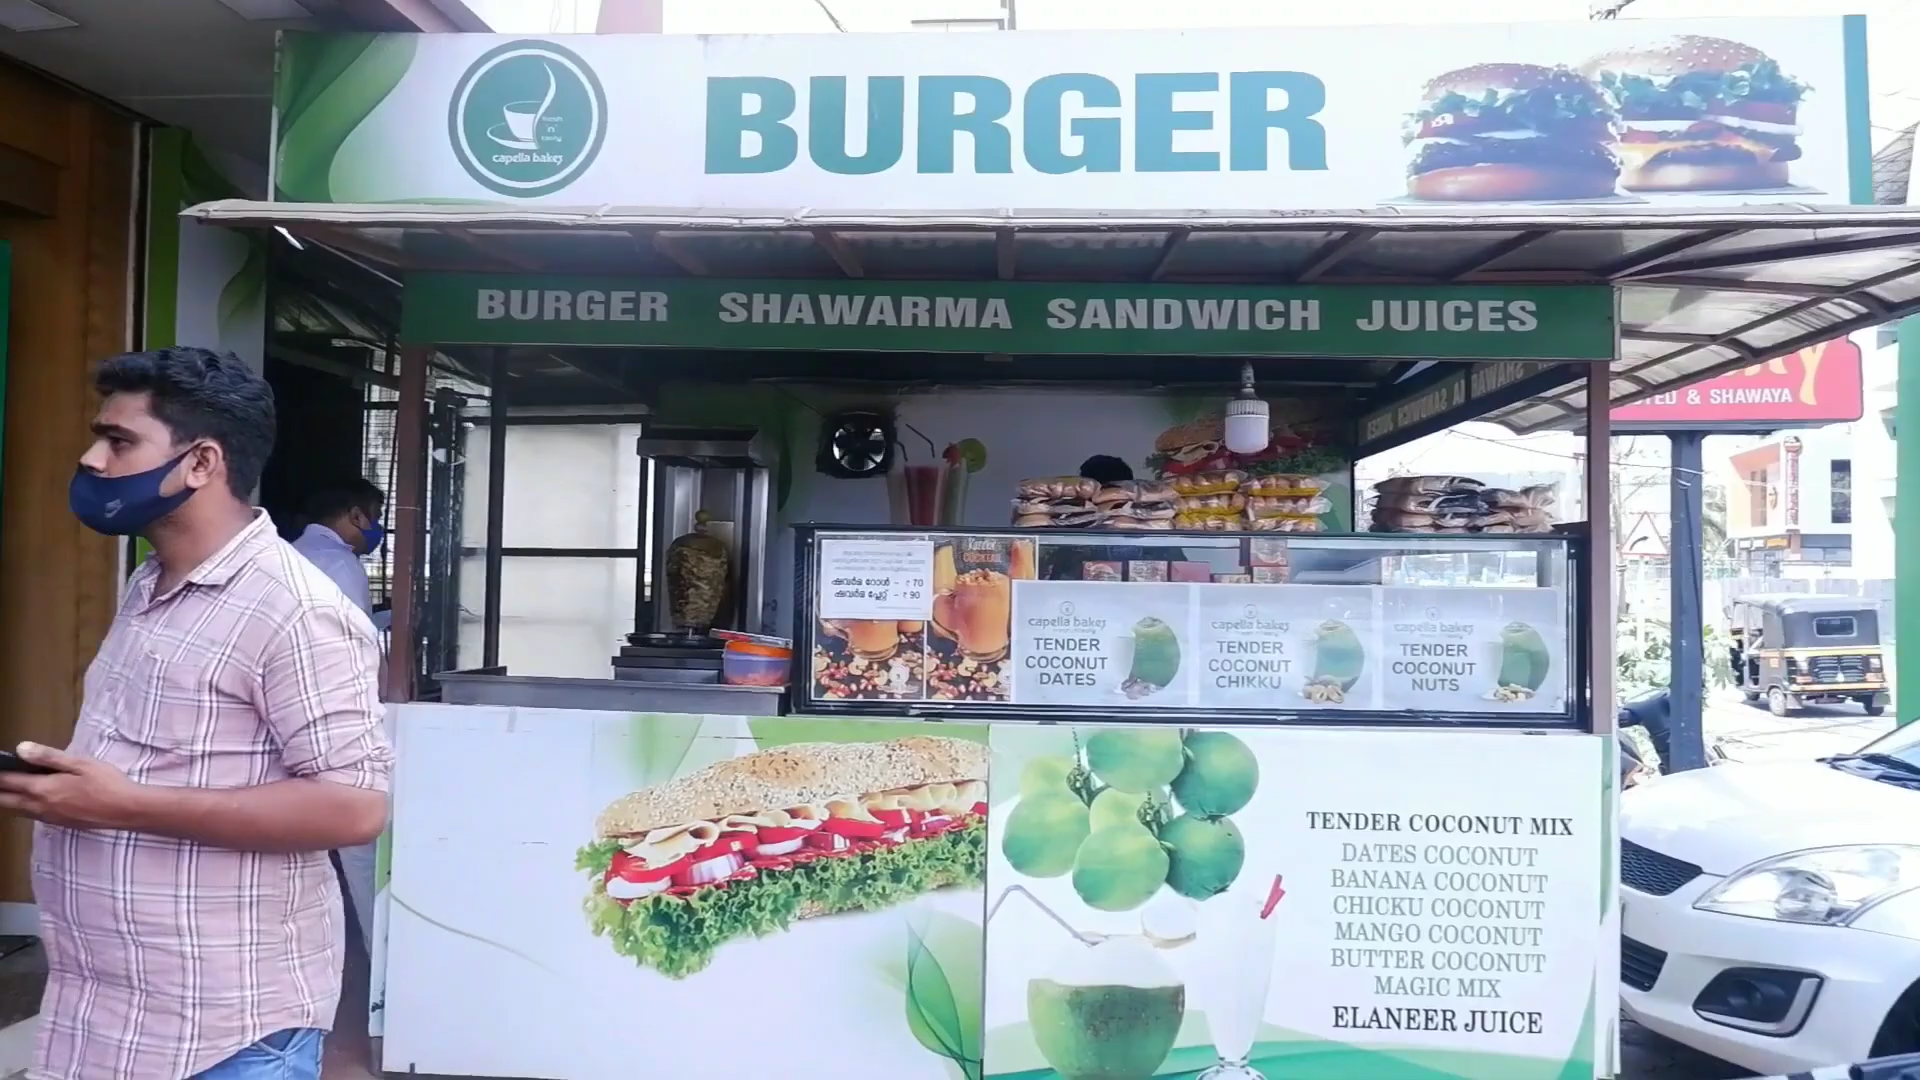 BURGER
fresh
'n'
tasty
capella bakes
BURGER SHAWARMA SANDWICH JUICES
& SHAWAYA
ഷവർമ റോൾ - ₹ 70
ഷവർമ പ്ലേറ്റ് - ₹ 90
capella bakes
TENDER
COCONUT
DATES
capella bakes
TENDER
COCONUT
CHIKKU
capella bakes
TENDER
COCONUT
NUTS
TENDER COCONUT MIX
DATES COCONUT
BANANA COCONUT
CHICKU COCONUT
MANGO COCONUT
BUTTER COCONUT
MAGIC MIX
ELANEER JUICE